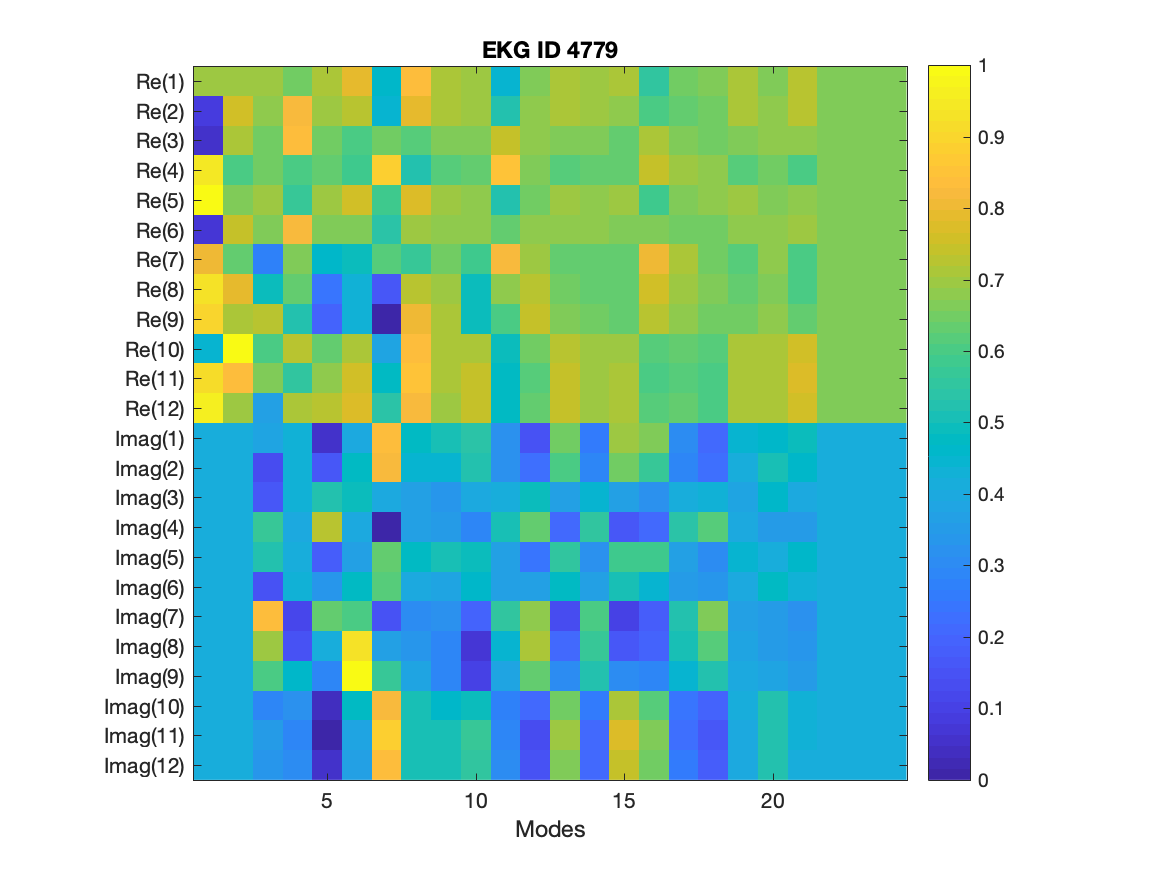 EKG ID 4779
Re(1)
Re(2)
Re(3)
Re(4)
Re(5)
Re(6)
Re(7)
Re(8)
Re(9)
Re(10)
Re(11)
Re(12)
Imag(1)
Imag(2)
Imag(3)
Imag(4)
Imag(5)
Imag(6)
Imag(7)
Imag(8)
Imag(9)
Imag(10)
Imag(11)
Imag(12)
5 10 15 20
Modes
1
0.9
0.8
0.7
0.6
0.5
0.4
0.3
0.2
0.1
0